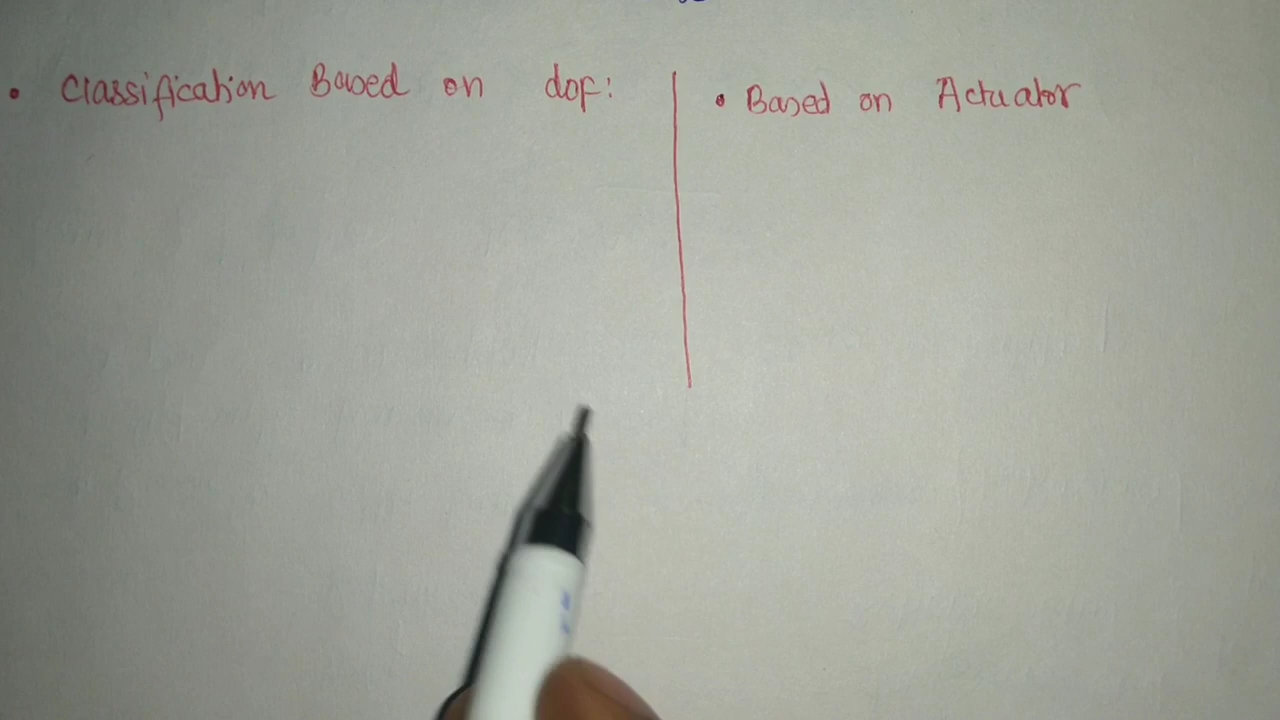 • Classification Based on dof:
• Based on Actuator